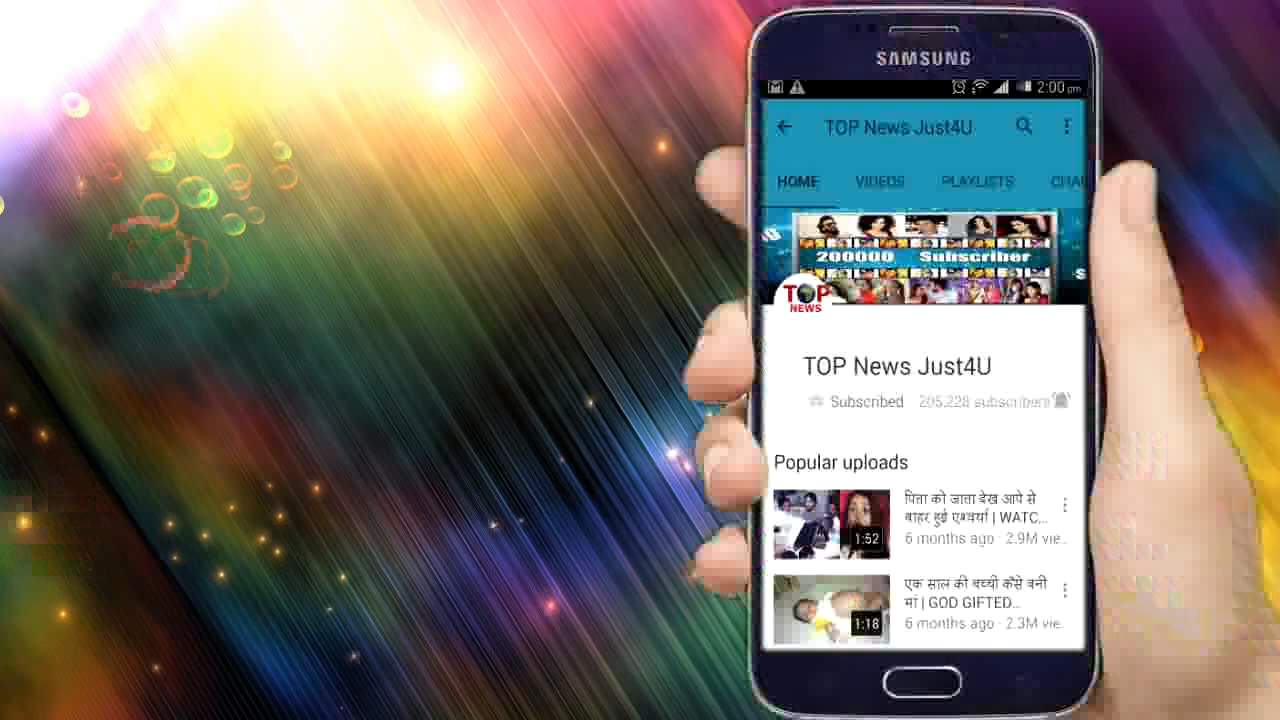 SAMSUNG
2:00 pm
TOP News Just4U
HOME VIDEOS PLAYLISTS CHA
200000 Subscriber
TOP
NEWS
TOP News Just4U
Subscribed 205,228 subscribers
Popular uploads
पिता को जाता देख आपे से
बाहर हुई एश्वर्या | WATC...
1:52
6 months ago · 2.9M vie..
एक साल की बच्ची कैसे बनी
मां | GOD GIFTED...
1:18
6 months ago · 2.3M vie.